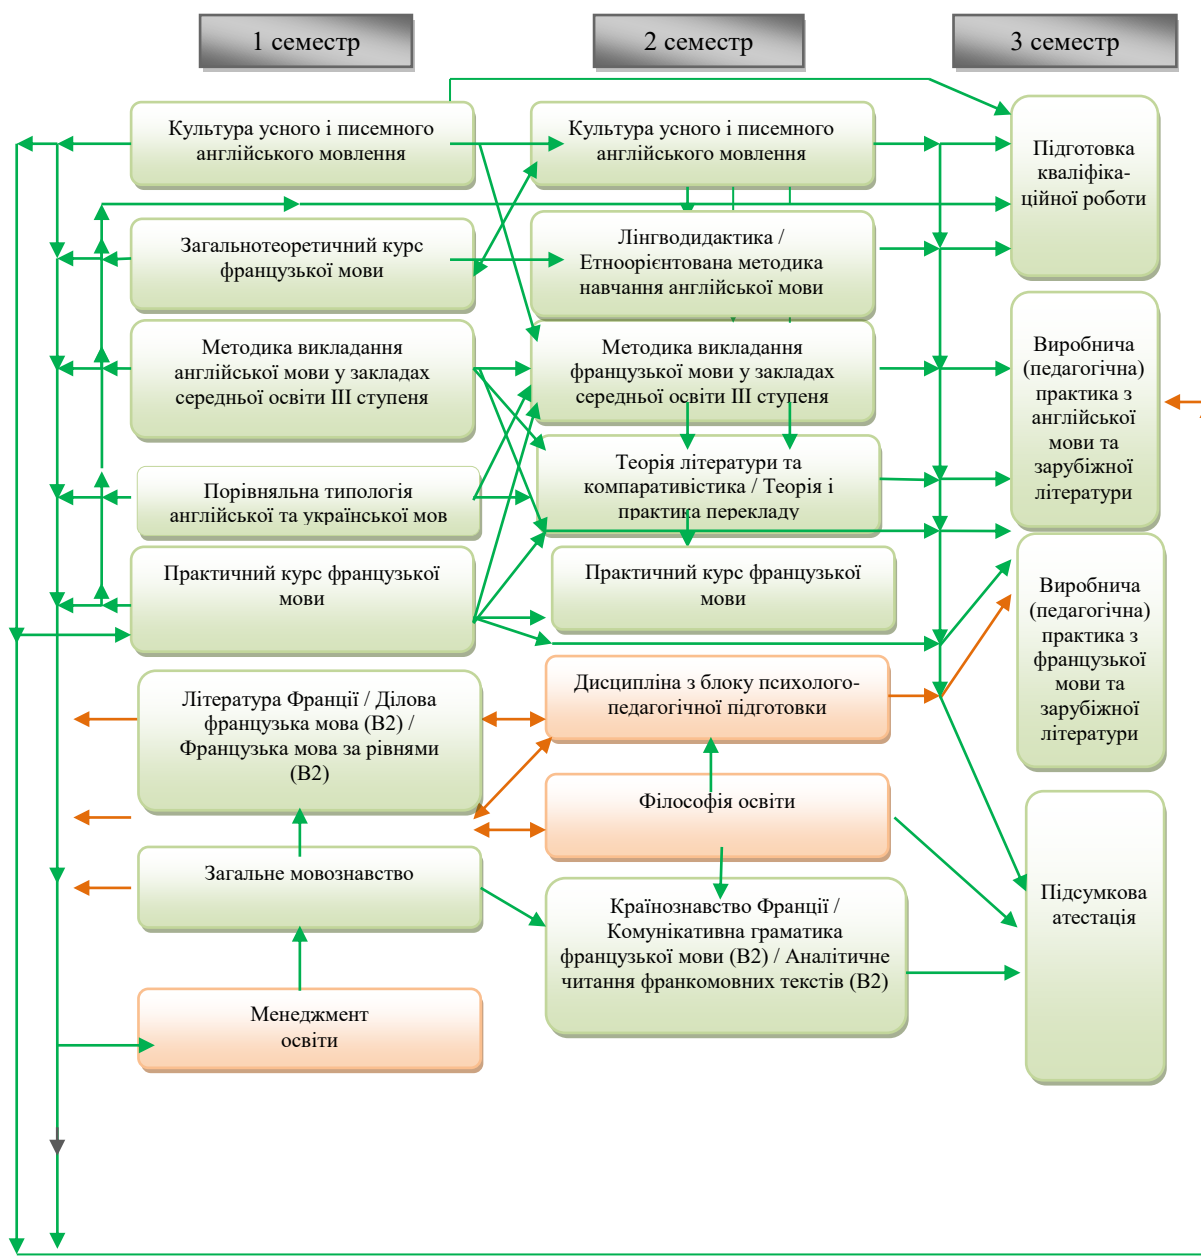 1 семестр
2 семестр
3 семестр
Культура усного і писемного
англійського мовлення
Загальнотеоретичний курс
французької мови
Методика викладання
англійської мови у закладах
середньої освіти ІІІ ступеня
Порівняльна типологія
англійської та української мов
Практичний курс французької
мови
Література Франції / Ділова
французька мова (В2) /
Французька мова за рівнями
(В2)
Загальне мовознавство
Менеджмент
освіти
Культура усного і писемного
англійського мовлення
Лінгводидактика /
Етноорієнтована методика
навчання англійської мови
Методика викладання
французької мови у закладах
середньої освіти ІІІ ступеня
Теорія літератури та
компаративістика / Теорія і
практика перекладу
Практичний курс французької
мови
Дисципліна з блоку психолого-
педагогічної підготовки
Філософія освіти
Країнознавство Франції /
Комунікативна граматика
французької мови (В2) / Аналітичне
читання франкомовних текстів (В2)
Підготовка
кваліфіка-
ційної роботи
Виробнича
(педагогічна)
практика з
англійської
мови та
зарубіжної
літератури
Виробнича
(педагогічна)
практика з
французької
мови та
зарубіжної
літератури
Підсумкова
атестація